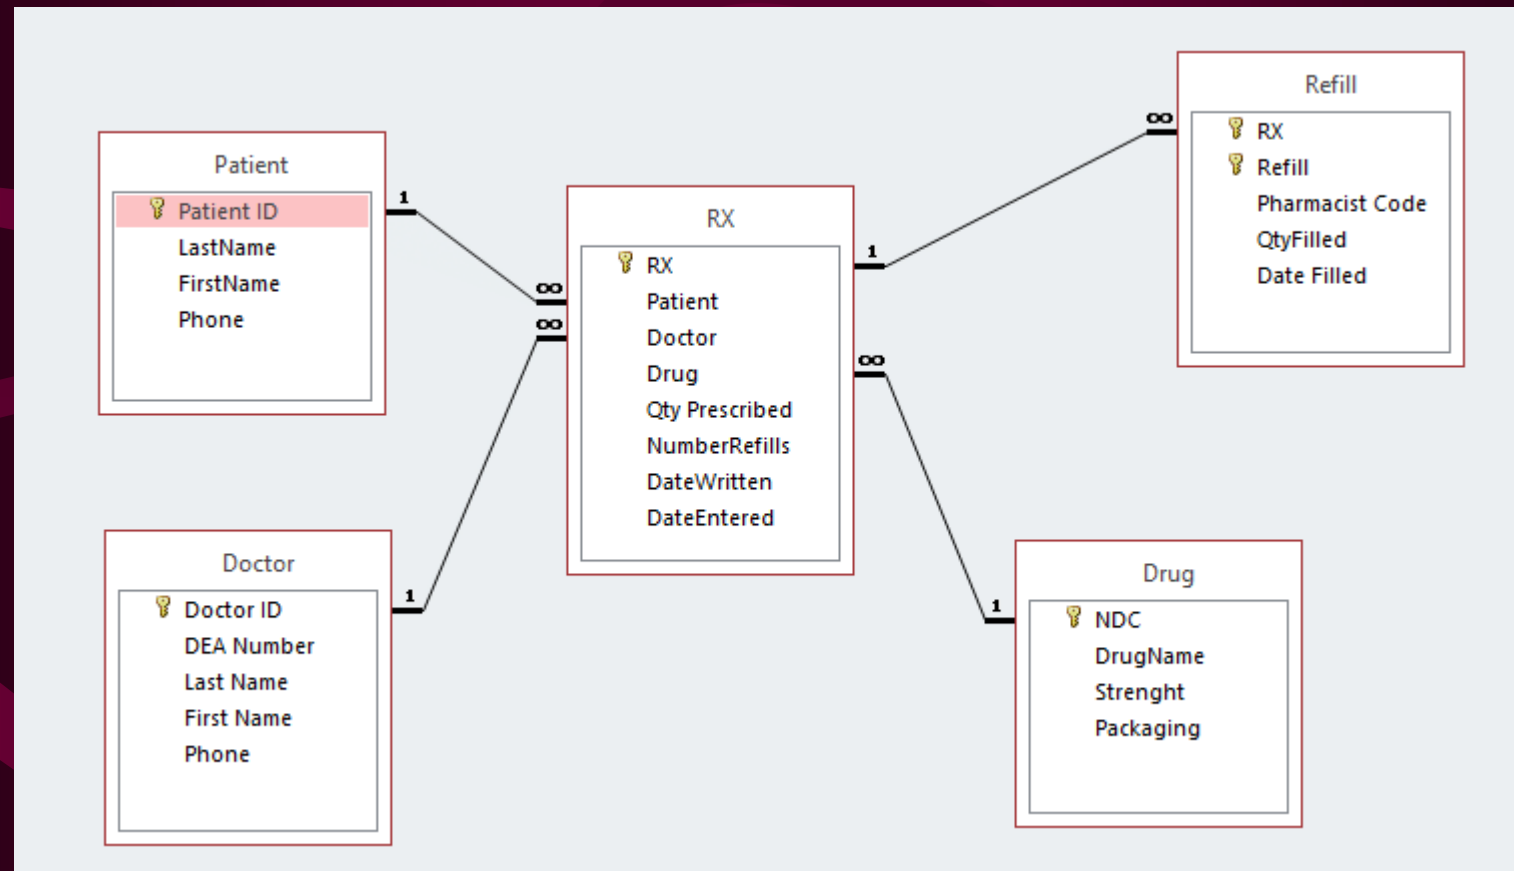 Patient
Patient ID
LastName
FirstName
Phone
1
∞
Doctor
Doctor ID
DEA Number
Last Name
First Name
Phone
1
∞
RX
RX
Patient
Doctor
Drug
Qty Prescribed
NumberRefills
DateWritten
DateEntered
1
∞
Refill
RX
Refill
Pharmacist Code
QtyFilled
Date Filled
∞
1
Drug
NDC
DrugName
Strenght
Packaging